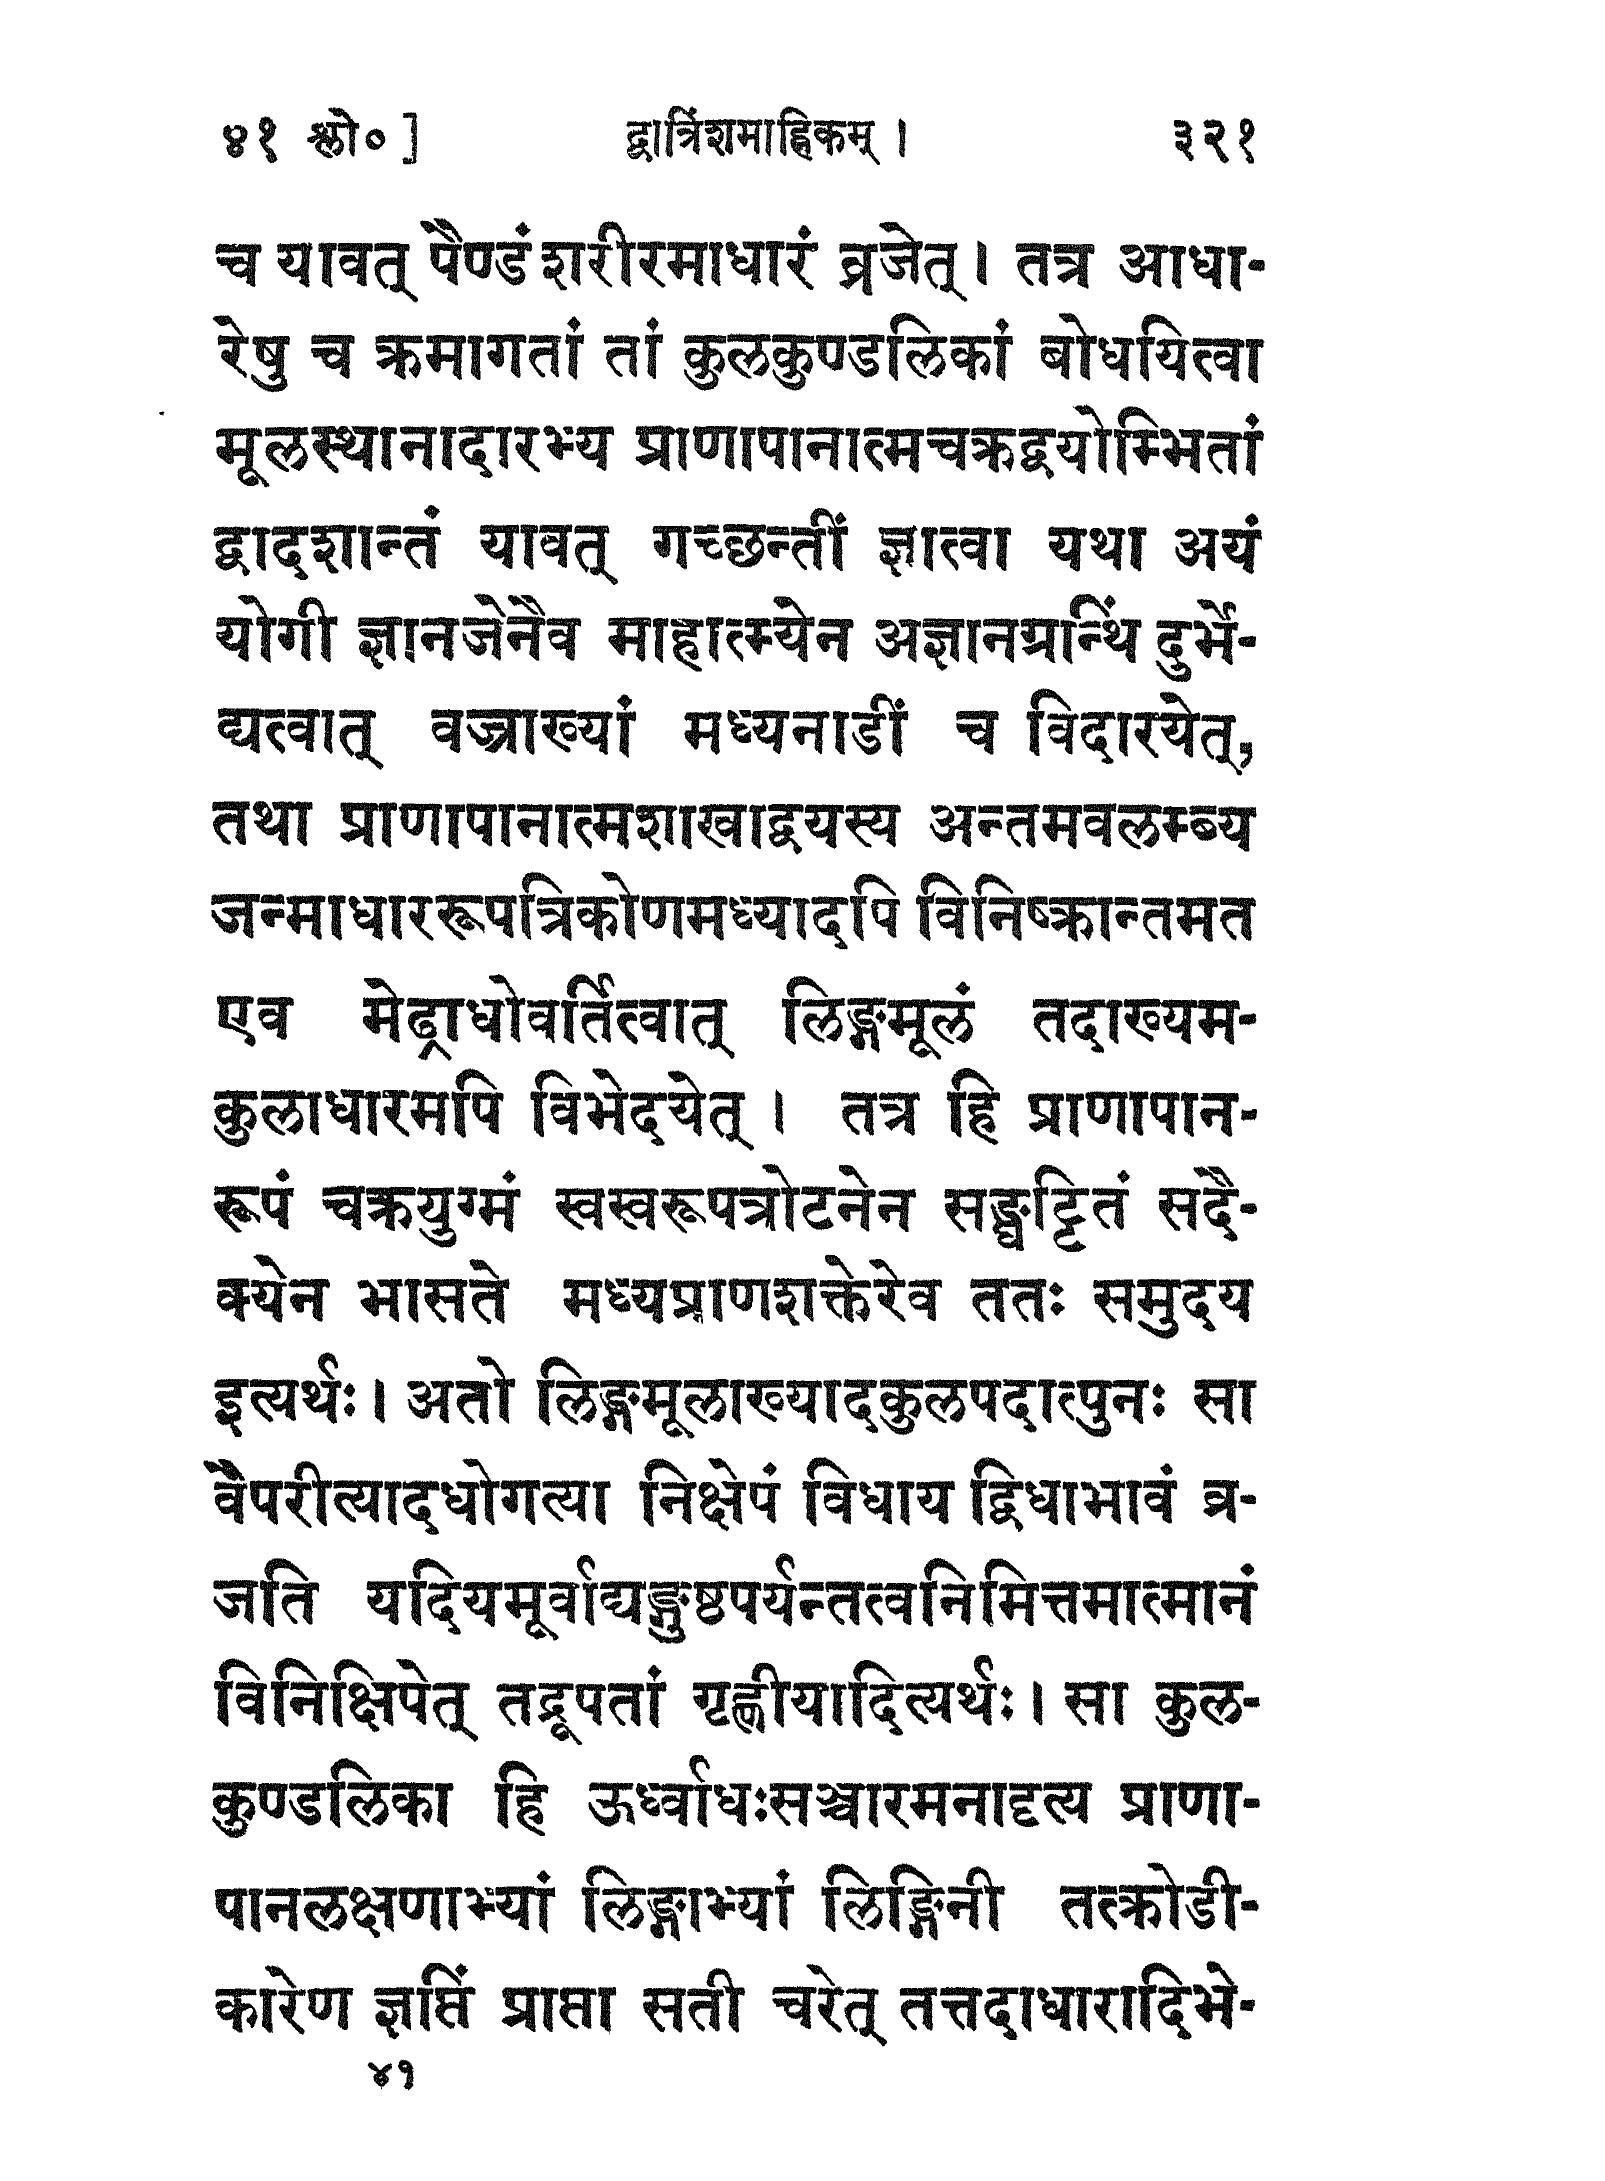 ४१ श्लो० ] द्वात्रिंशमाह्निकम् । ३२१
च यावत् पैण्डं शरीरमाधारं व्रजेत् । तत्र आधा-
रेषु च क्रमागतां तां कुलकुण्डलिकां बोधयित्वा
मूलस्थानादारभ्य प्राणापानात्मचक्रद्वयोम्भितां
द्वादशान्तं यावत् गच्छन्तीं ज्ञात्वा यथा अयं
योगी ज्ञानजेनैव माहात्म्येन अज्ञानग्रन्थिं दुर्भे-
द्यत्वात् वज्राख्यां मध्यनाडीं च विदारयेत्,
तथा प्राणापानात्मशाखाद्वयस्य अन्तमवलम्ब्य
जन्माधाररूपत्रिकोणमध्यादपि विनिष्क्रान्तमत
एव मेढ्राधोवर्तित्वात् लिङ्गमूलं तदाख्यम-
कुलाधारमपि विभेदयेत् । तत्र हि प्राणापान-
रूपं चक्रयुग्मं स्वस्वरूपत्रोटनेन सङ्घट्टितं सदै-
क्येन भासते मध्यप्राणशक्तेरेव ततः समुदय
इत्यर्थः । अतो लिङ्गमूलाख्यादकुलपदात्पुनः सा
वैपरीत्यादधोगत्या निक्षेपं विधाय द्विधाभावं व्र-
जति यदियमूर्वाद्यङ्गुष्ठपर्यन्तत्वनिमित्तमात्मानं
विनिक्षिपेत् तद्रूपतां गृह्णीयादित्यर्थः । सा कुल-
कुण्डलिका हि ऊर्ध्वाधःसञ्चारमनादृत्य प्राणा-
पानलक्षणाभ्यां लिङ्गाभ्यां लिङ्गिनी तत्क्रोडी-
कारेण ज्ञप्तिं प्राप्ता सती चरेत् तत्तदाधारादिभे-
४१